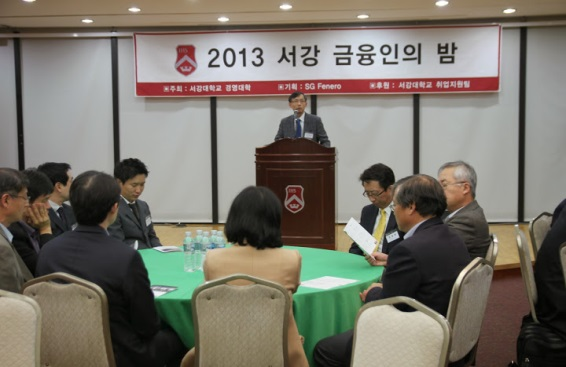 2013 서강 금융인의 밤
▣주최 : 서강대학교 경영대학 ▣기획 : SG Fenero ▣후원 : 서강대학교 취업지원팀